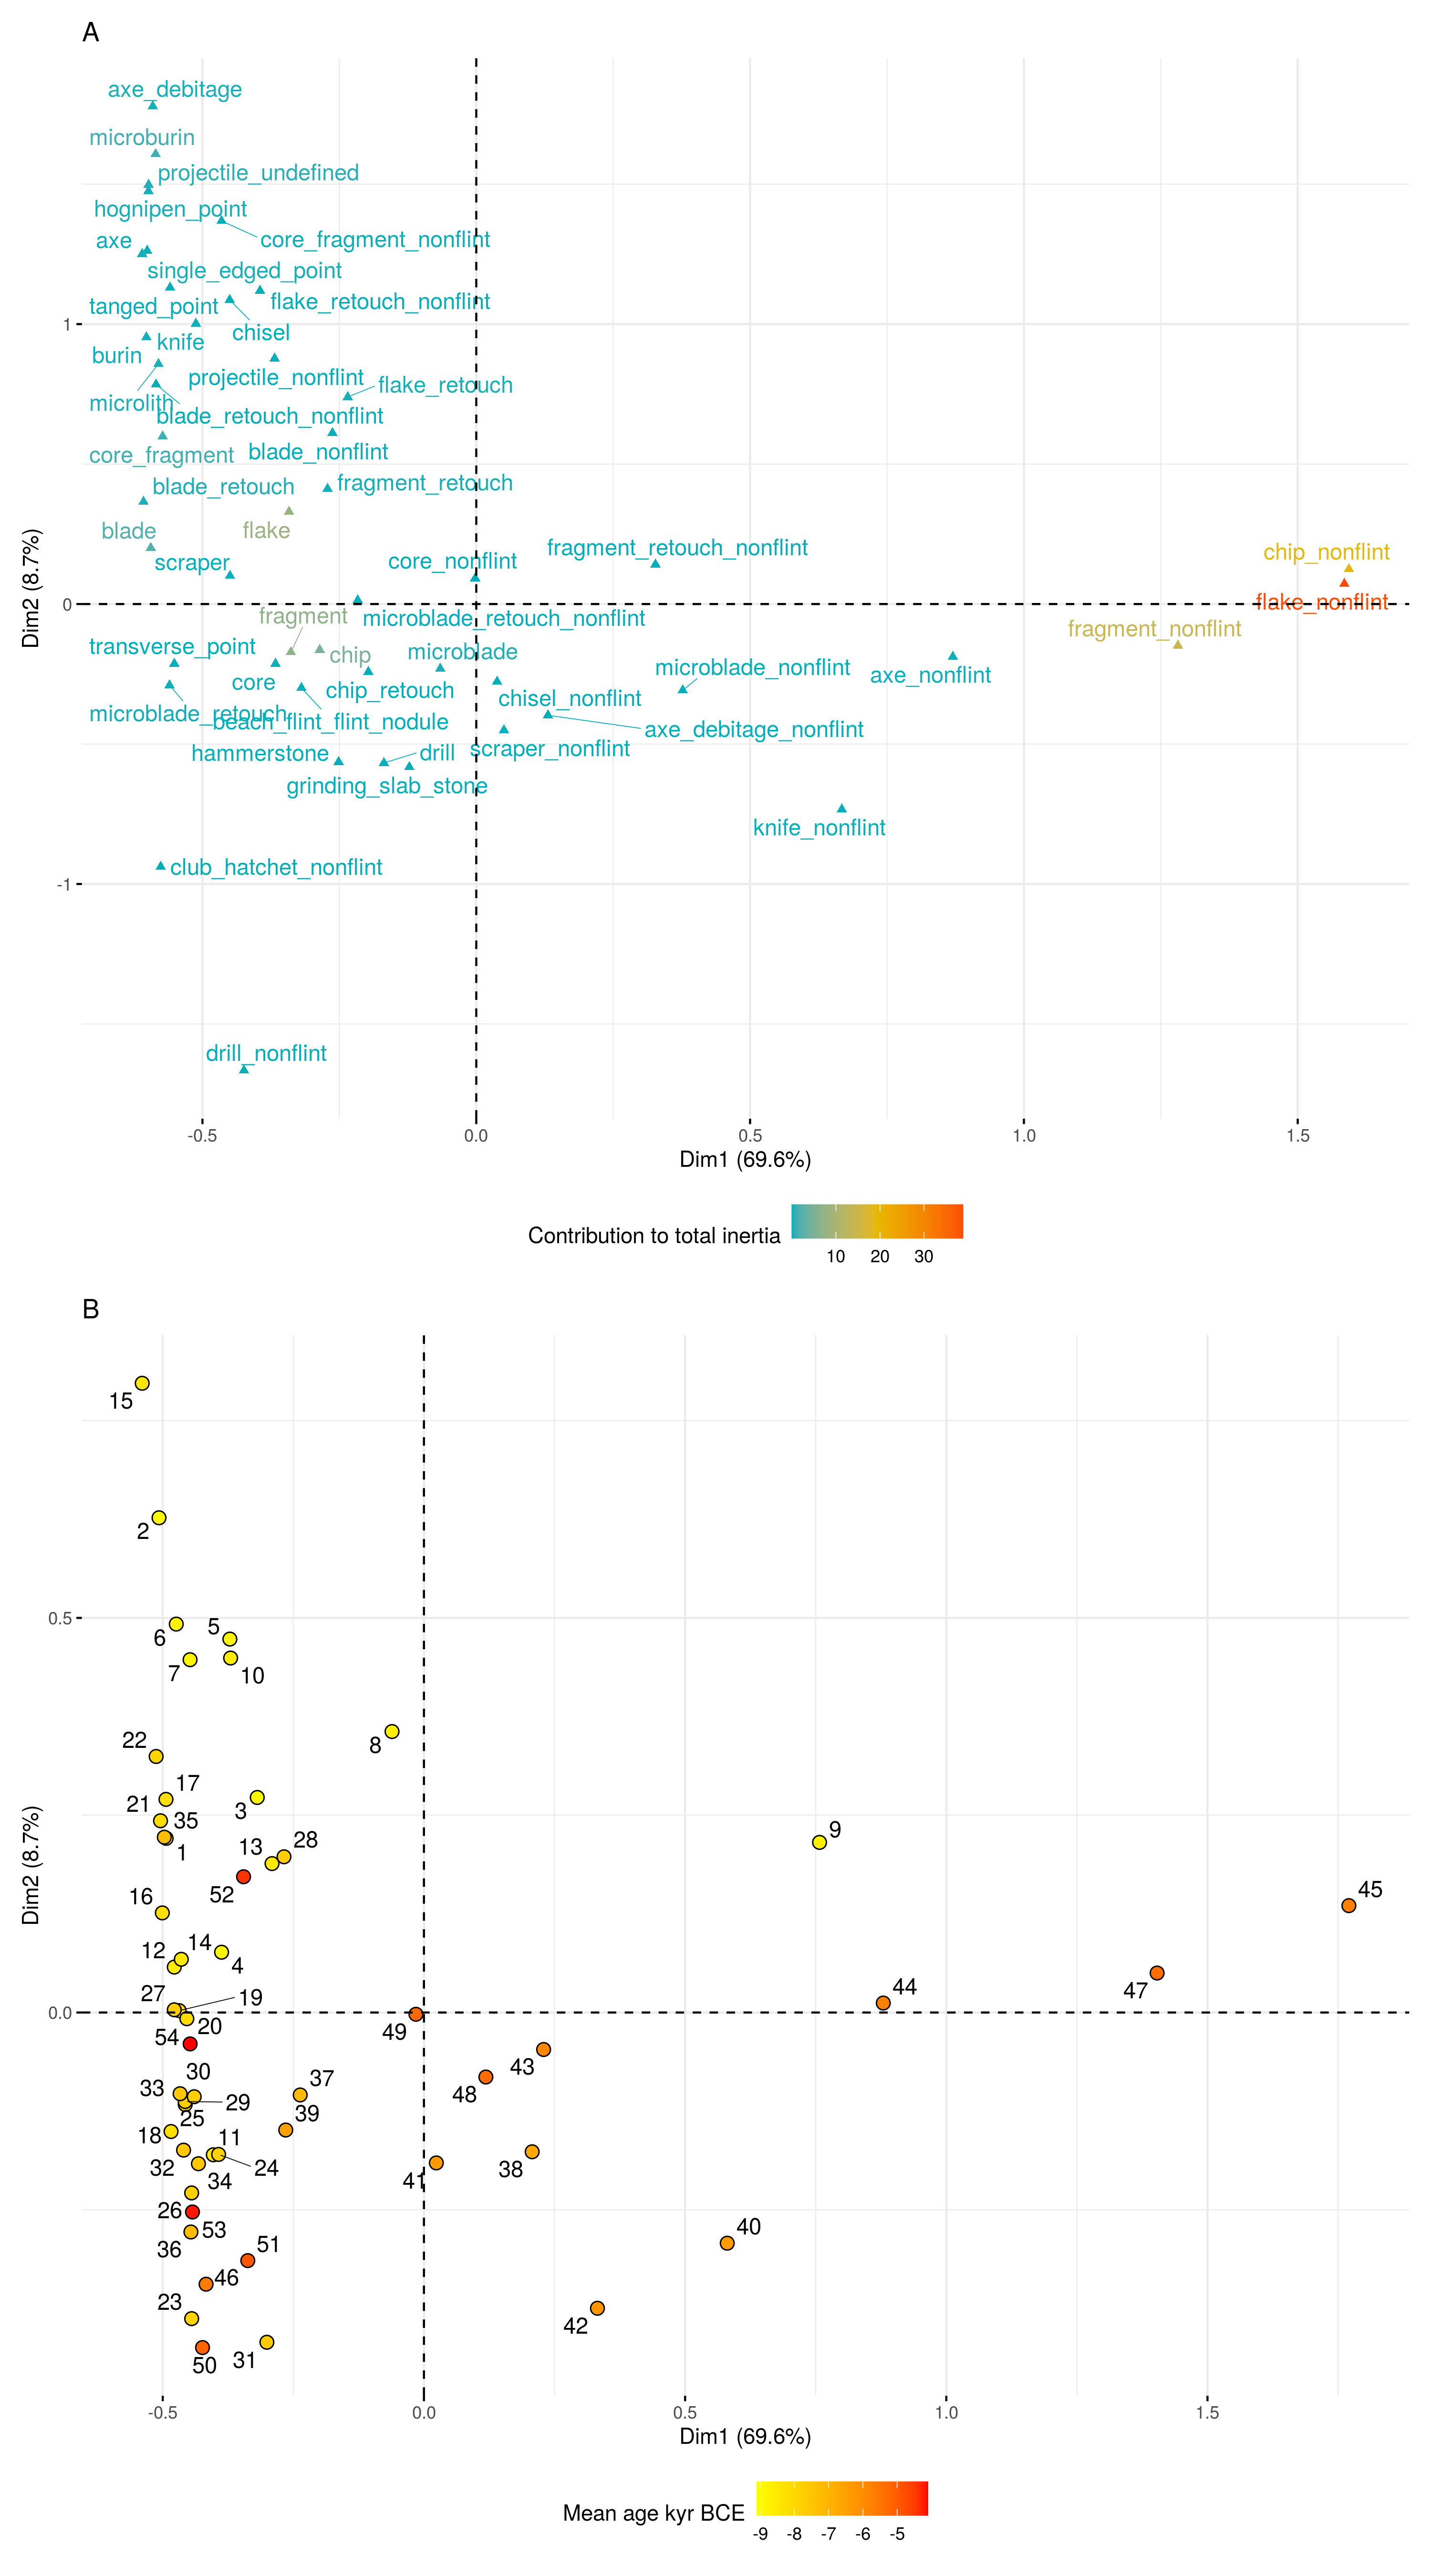 A
axe_debitage
microburin
projectile_undefined
hognipen_point
core_fragment_nonflint
axe
single_edged_point
tanged_point
flake_retouch_nonflint
chisel
knife
burin
projectile_nonflint
flake_retouch
microlith
blade_retouch_nonflint
core_fragment
blade_nonflint
blade_retouch
fragment_retouch
blade
flake
scraper
core_nonflint
fragment_retouch_nonflint
chip_nonflint
flake_nonflint
fragment
microblade_retouch_nonflint
fragment_nonflint
transverse_point
chip
microblade
core
chip_retouch
microblade_nonflint
axe_nonflint
chisel_nonflint
microblade_retouch
beach_flint_flint_nodule
axe_debitage_nonflint
hammerstone
drill
scraper_nonflint
grinding_slab_stone
knife_nonflint
club_hatchet_nonflint
drill_nonflint
1
0
-1
Dim2 (8.7%)
-0.5 0.0 0.5 1.0 1.5
Dim1 (69.6%)
Contribution to total inertia
10 20 30
B
15
2
6
5
7
10
22
8
17
21
3
35
1
13
28
9
52
16
45
14
12
4
47
44
27
19
20
49
54
43
30
33
37
48
29
25
39
18
11
32
24
34
41
38
26
53
36
51
40
46
23
42
31
50
0.5
0.0
Dim2 (8.7%)
-0.5 0.0 0.5 1.0 1.5
Dim1 (69.6%)
Mean age kyr BCE
-9 -8 -7 -6 -5